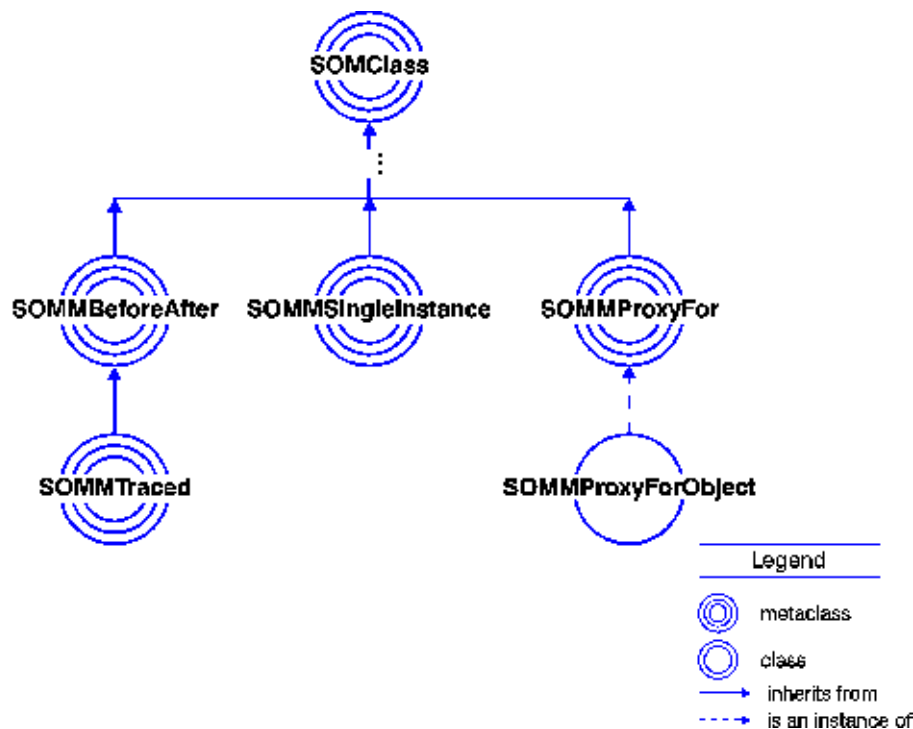 SOMClass
⋮
SOMMBeforeAfter
SOMMSingleInstance
SOMMProxyFor
SOMMTraced
SOMMProxyForObject
Legend
metaclass
class
inherits from
is an instance of